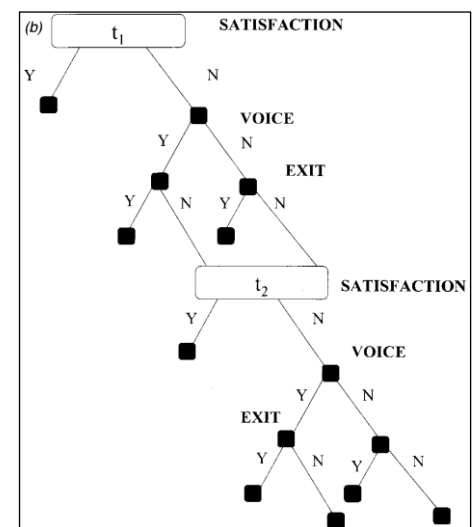 (b)
t1 SATISFACTION
Y N
VOICE
Y N
EXIT
Y N Y N
t2 SATISFACTION
Y N
VOICE
Y N
EXIT
Y N Y N